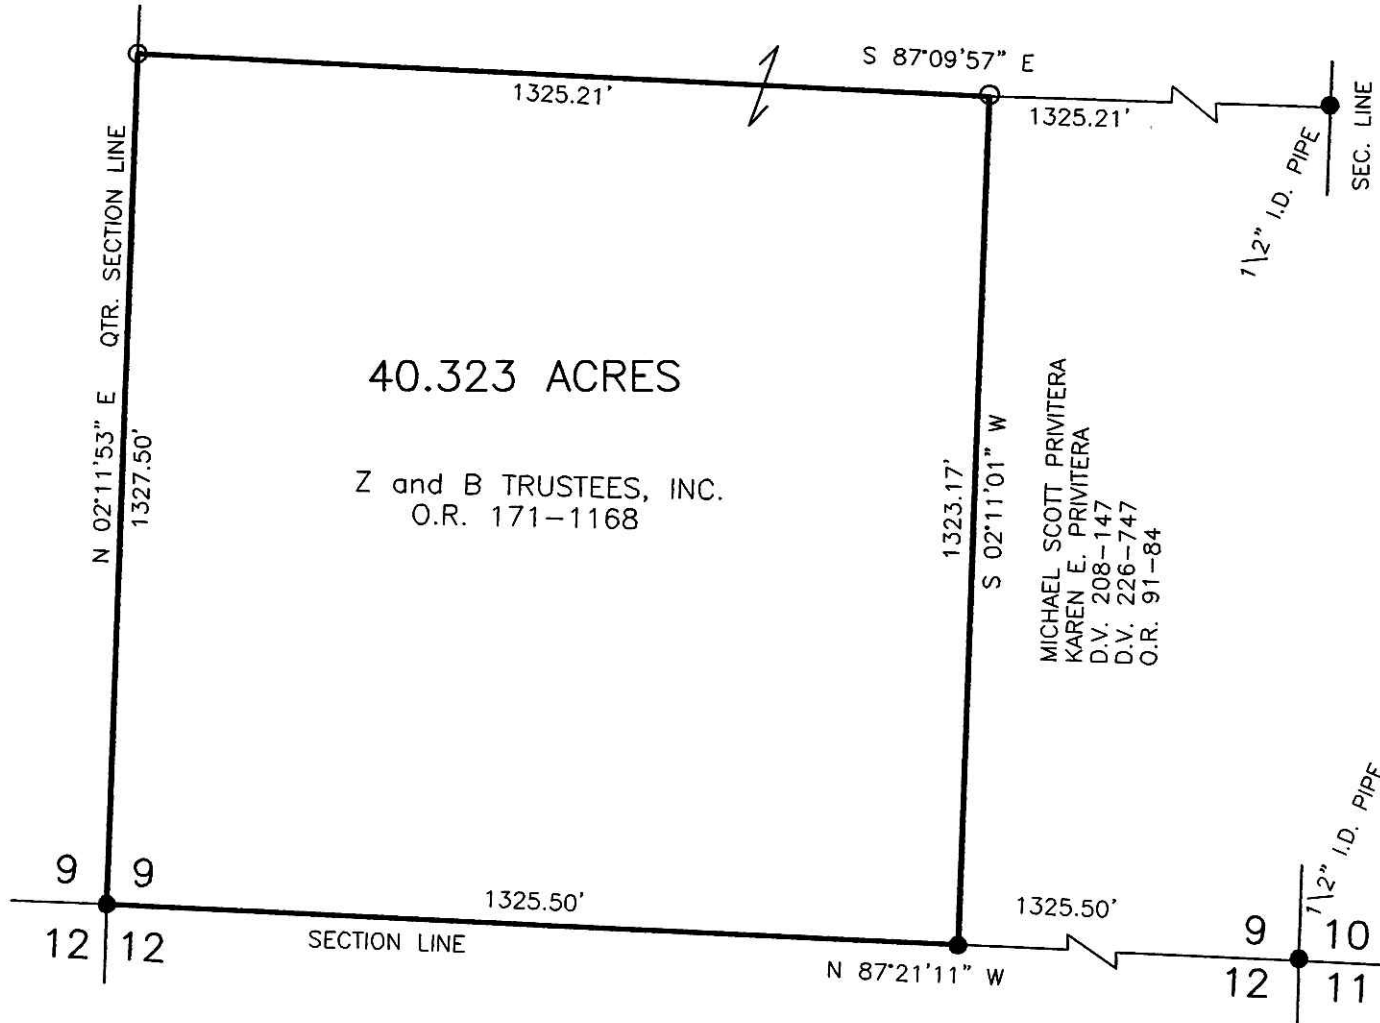 S 87°09'57" E
1325.21'
1325.21'
SEC. LINE
1\2" I.D. PIPE
QTR. SECTION LINE
N 02°11'53" E
1327.50'
40.323 ACRES
Z and B TRUSTEES, INC.
O.R. 171-1168
1323.17'
S 02°11'01" W
MICHAEL SCOTT PRIVITERA
KAREN E. PRIVITERA
D.V. 208-147
D.V. 226-747
O.R. 91-84
1\2" I.D. PIPE
9 9
12 12
1325.50'
SECTION LINE
N 87°21'11" W
1325.50'
9 10
12 11